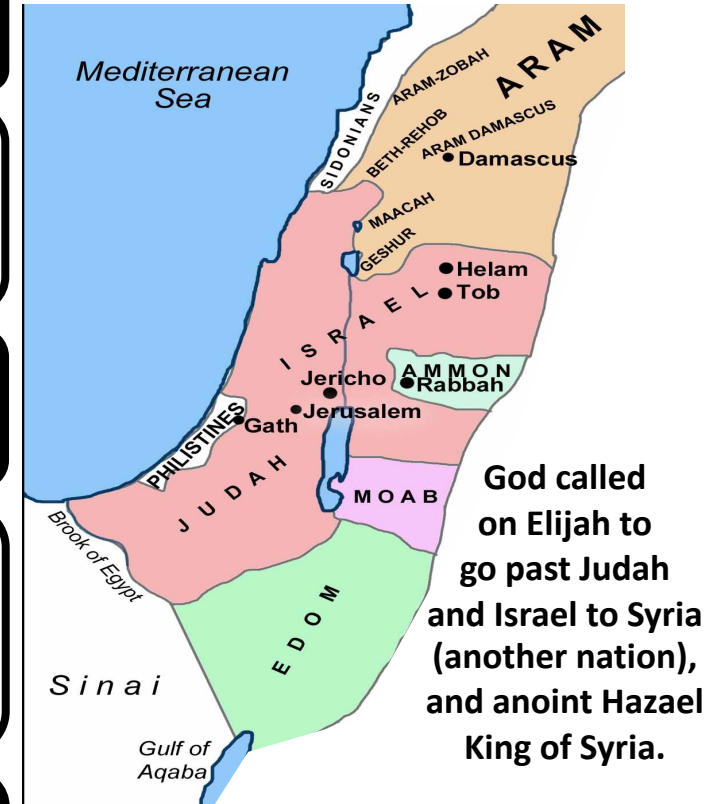 Mediterranean
Sea
ARAM
ARAM-ZOBAH
SIDONIANS
BETH-REHOB
ARAM DAMASCUS
Damascus
MAACAH
GESHUR
Helam
Tob
ISRAEL
AMMON
Rabbah
Jericho
Jerusalem
PHILISTINES
Gath
JUDAH
MOAB
Brook of Egypt
EDOM
Sinai
Gulf of
Aqaba
God called
on Elijah to
go past Judah
and Israel to Syria
(another nation),
and anoint Hazael
King of Syria.